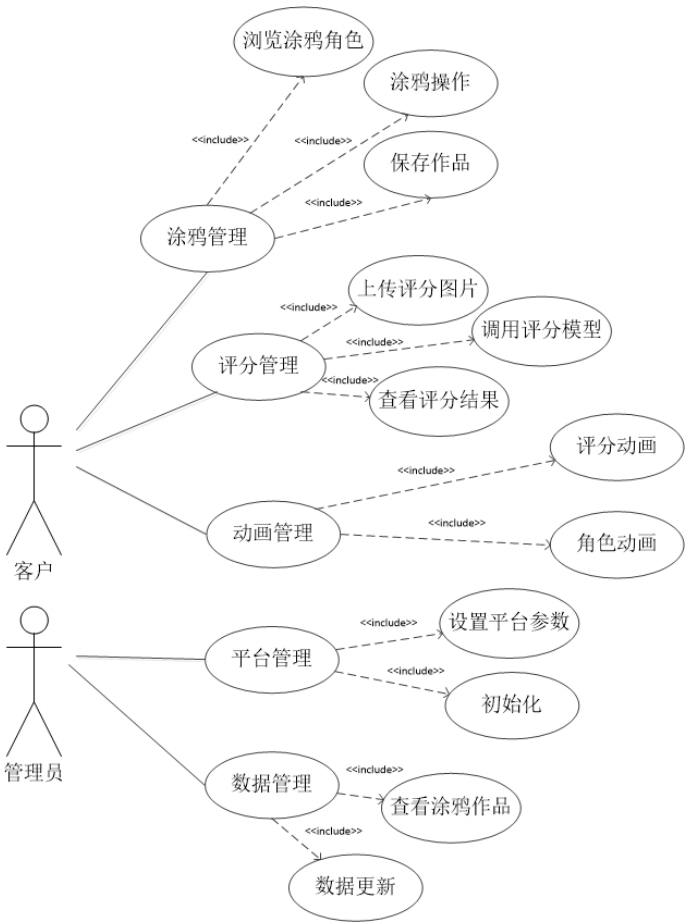 浏览涂鸦角色
涂鸦操作
<<include>>
<<include>>
保存作品
<<include>>
涂鸦管理
上传评分图片
<<include>>
调用评分模型
<<include>>
评分管理
<<include>>
查看评分结果
评分动画
<<include>>
动画管理
<<include>>
角色动画
客户
设置平台参数
<<include>>
平台管理
<<include>>
初始化
管理员
数据管理
<<include>>
查看涂鸦作品
<<include>>
数据更新